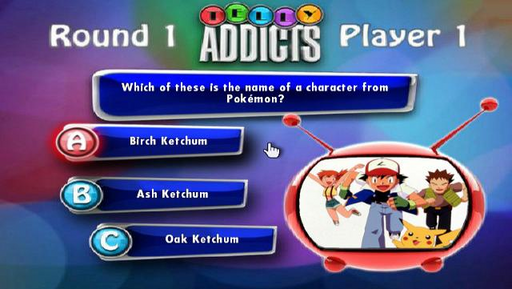 Round 1
TELLY
ADDICTS
Player 1
Which of these is the name of a character from
Pokémon?
A
Birch Ketchum
B
Ash Ketchum
C
Oak Ketchum